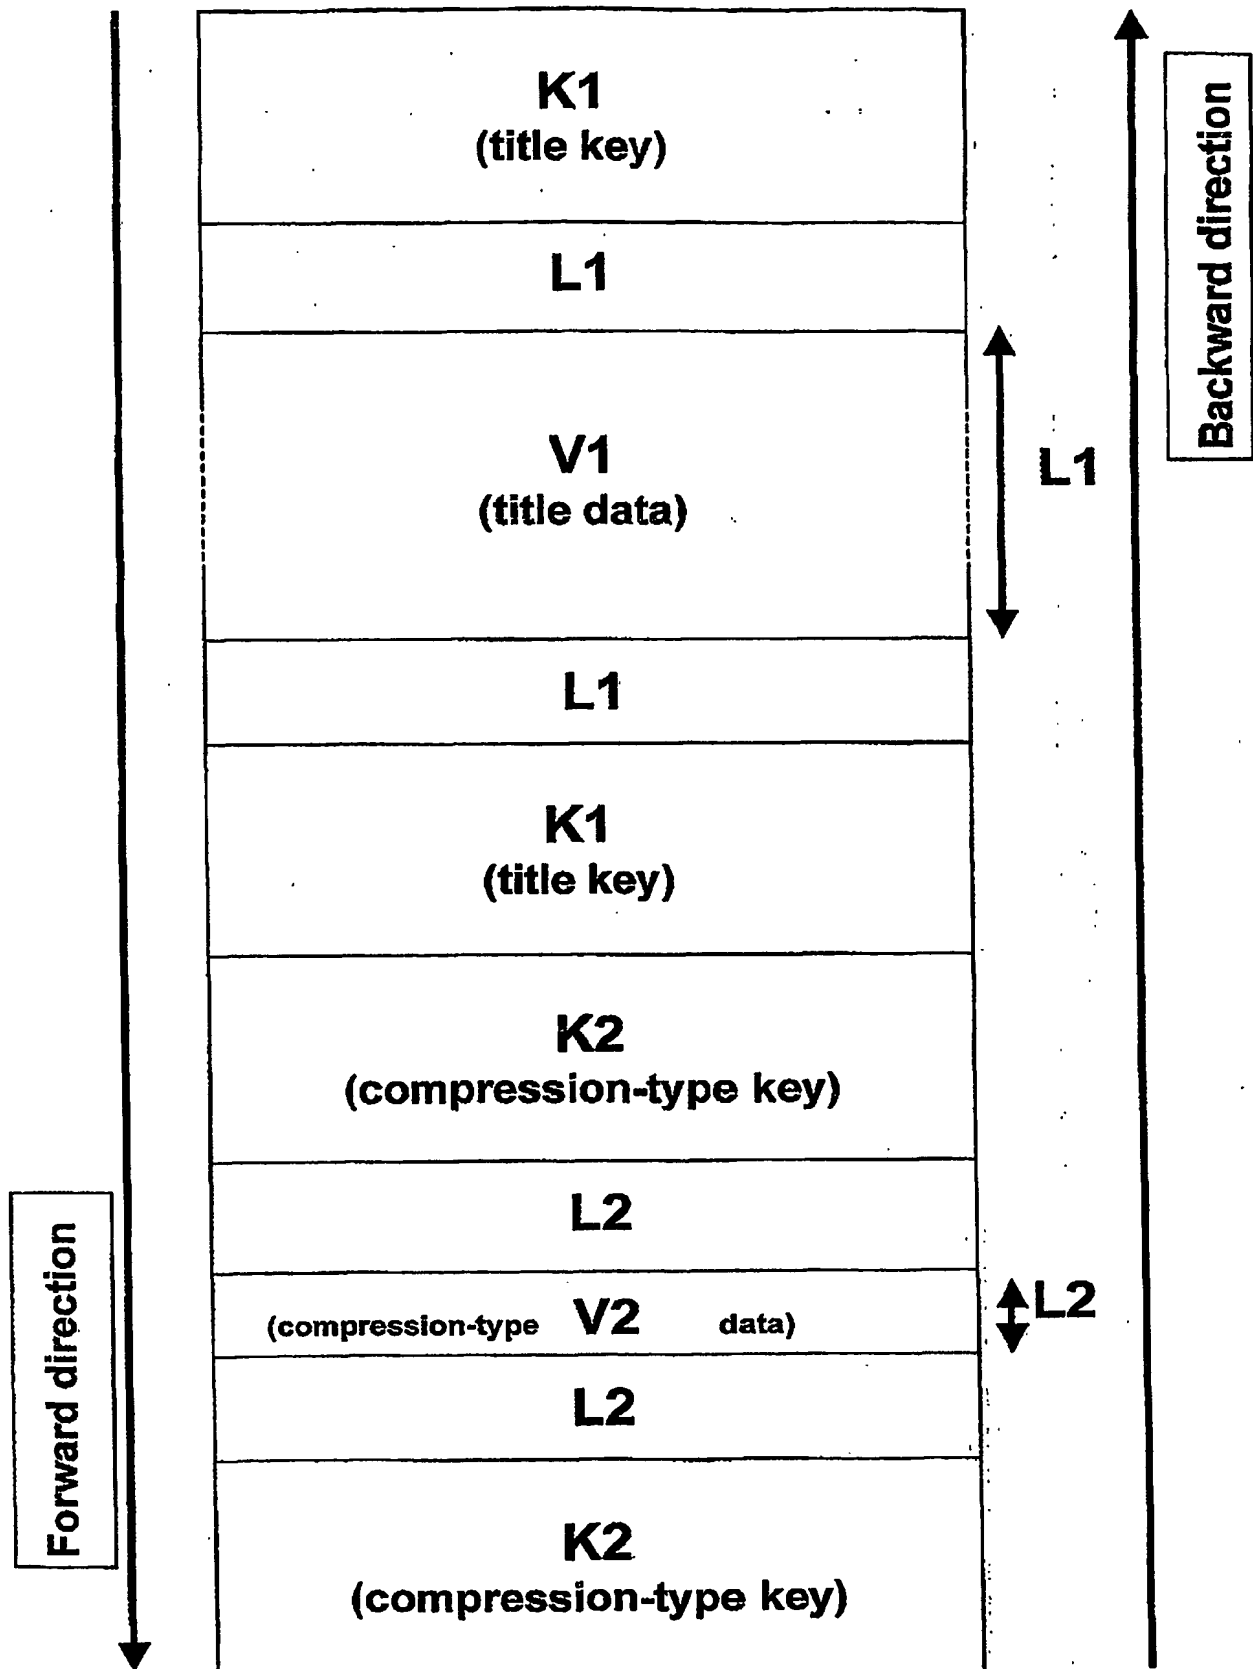 K1
(title key)
L1
V1
(title data)
L1
L1
K1
(title key)
K2
(compression-type key)
L2
(compression-type V2 data)
L2
L2
K2
(compression-type key)
Backward direction
Forward direction